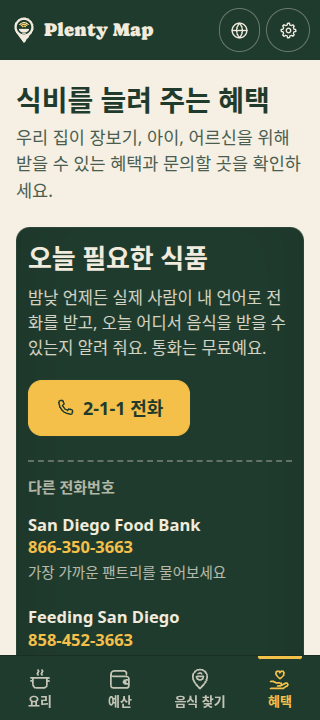 Plenty Map
식비를 늘려 주는 혜택
우리 집이 장보기, 아이, 어르신을 위해
받을 수 있는 혜택과 문의할 곳을 확인하
세요.
오늘 필요한 식품
밤낮 언제든 실제 사람이 내 언어로 전
화를 받고, 오늘 어디서 음식을 받을 수
있는지 알려 줘요. 통화는 무료예요.
2-1-1 전화
다른 전화번호
San Diego Food Bank
866-350-3663
가장 가까운 팬트리를 물어보세요
Feeding San Diego
858-452-3663
요리
예산
음식 찾기
혜택